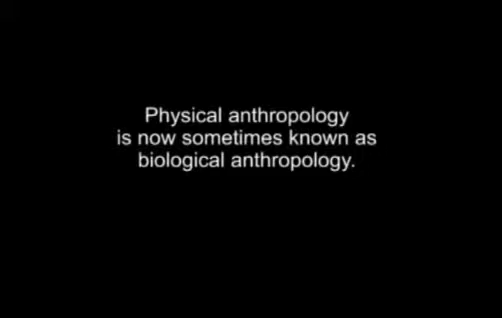 Physical anthropology
is now sometimes known as
biological anthropology.